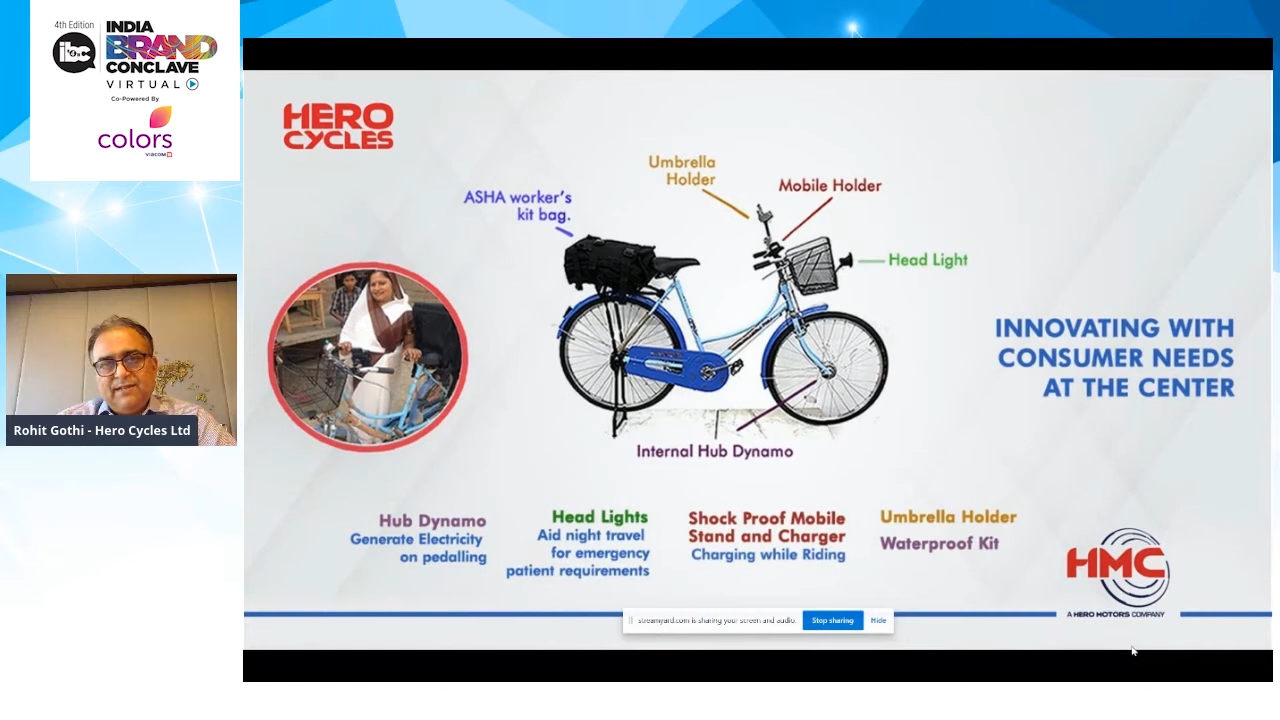 4th Edition
INDIA
BRAND
CONCLAVE
VIRTUAL
ibc
Co-Powered By
colors
VIACOM18
Rohit Gothi - Hero Cycles Ltd
HERO
CYCLES
ASHA worker's
kit bag.
Umbrella
Holder
Mobile Holder
Head Light
Internal Hub Dynamo
INNOVATING WITH
CONSUMER NEEDS
AT THE CENTER
Hub Dynamo
Generate Electricity
on pedalling
Head Lights
Aid night travel
for emergency
patient requirements
Shock Proof Mobile
Stand and Charger
Charging while Riding
Umbrella Holder
Waterproof Kit
HMC
A HERO MOTORS COMPANY
streamyard.com is sharing your screen and audio.
Stop sharing
Hide